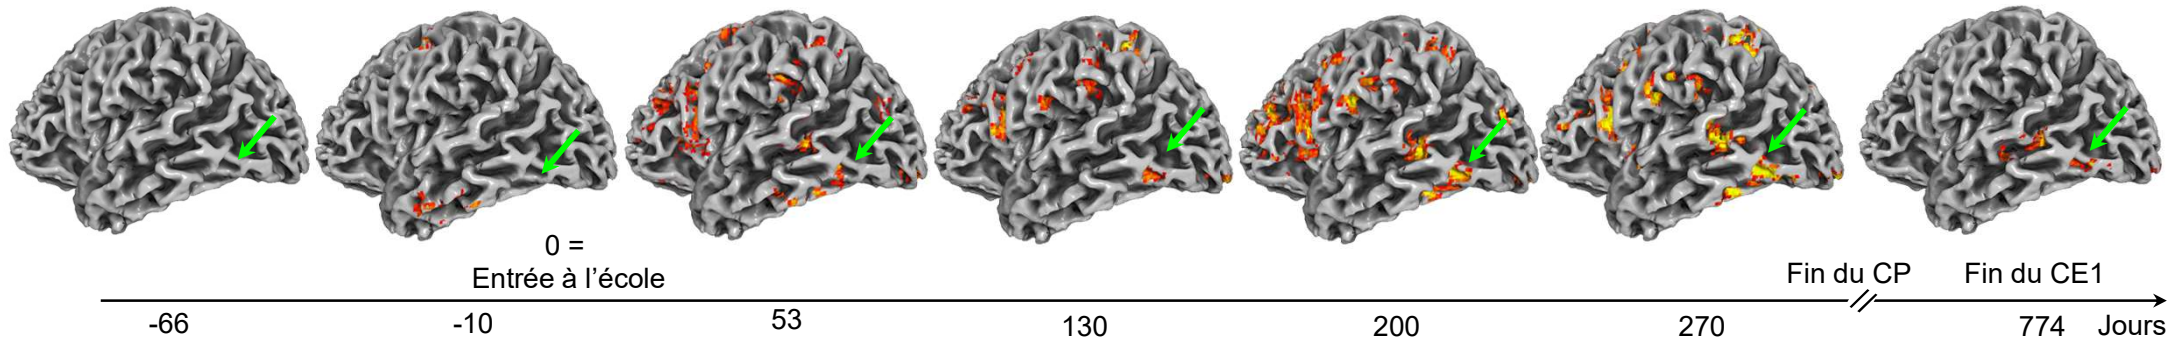 0 =
Entrée à l’école
Fin du CP
Fin du CE1
-66
-10
53
130
200
270
774
Jours